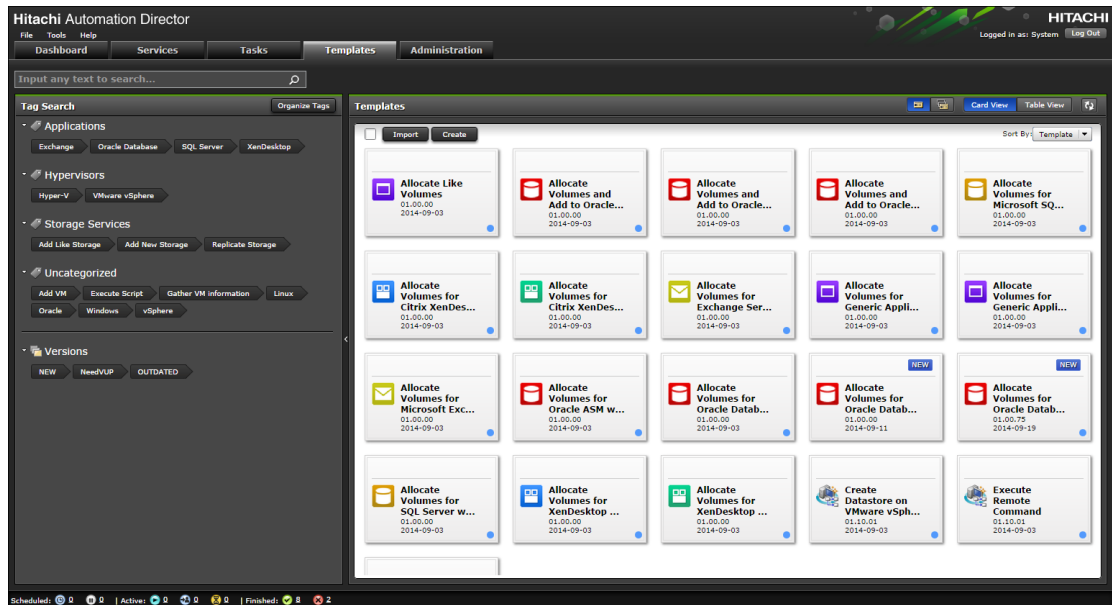 Hitachi Automation Director
HITACHI
File Tools Help
Logged in as: System Log Out
Dashboard Services Tasks Templates Administration
Input any text to search...
Tag Search Organize Tags
Applications
Exchange Oracle Database SQL Server XenDesktop
Hypervisors
Hyper-V VMware vSphere
Storage Services
Add Like Storage Add New Storage Replicate Storage
Uncategorized
Add VM Execute Script Gather VM information Linux
Oracle Windows vSphere
Versions
NEW NeedVUP OUTDATED
Templates Card View Table View
Import Create Sort By: Template
Allocate Like
Volumes
01.00.00
2014-09-03
Allocate
Volumes and
Add to Oracle...
01.00.00
2014-09-03
Allocate
Volumes and
Add to Oracle...
01.00.00
2014-09-03
Allocate
Volumes and
Add to Oracle...
01.00.00
2014-09-03
Allocate
Volumes for
Microsoft SQ...
01.00.00
2014-09-03
Allocate
Volumes for
Citrix XenDes...
01.00.00
2014-09-03
Allocate
Volumes for
Citrix XenDes...
01.00.00
2014-09-03
Allocate
Volumes for
Exchange Ser...
01.00.00
2014-09-03
Allocate
Volumes for
Generic Appli...
01.00.00
2014-09-03
Allocate
Volumes for
Generic Appli...
01.00.00
2014-09-03
Allocate
Volumes for
Microsoft Exc...
01.00.00
2014-09-03
Allocate
Volumes for
Oracle ASM w...
01.00.00
2014-09-03
Allocate
Volumes for
Oracle Datab...
01.00.00
2014-09-03
NEW
Allocate
Volumes for
Oracle Datab...
01.00.00
2014-09-11
NEW
Allocate
Volumes for
Oracle Datab...
01.00.75
2014-09-19
Allocate
Volumes for
SQL Server w...
01.00.00
2014-09-03
Allocate
Volumes for
XenDesktop ...
01.00.00
2014-09-03
Allocate
Volumes for
XenDesktop ...
01.00.00
2014-09-03
Create
Datastore on
VMware vSph...
01.10.01
2014-09-03
Execute
Remote
Command
01.10.01
2014-09-03
Scheduled: 0 0 | Active: 0 0 0 | Finished: 8 2